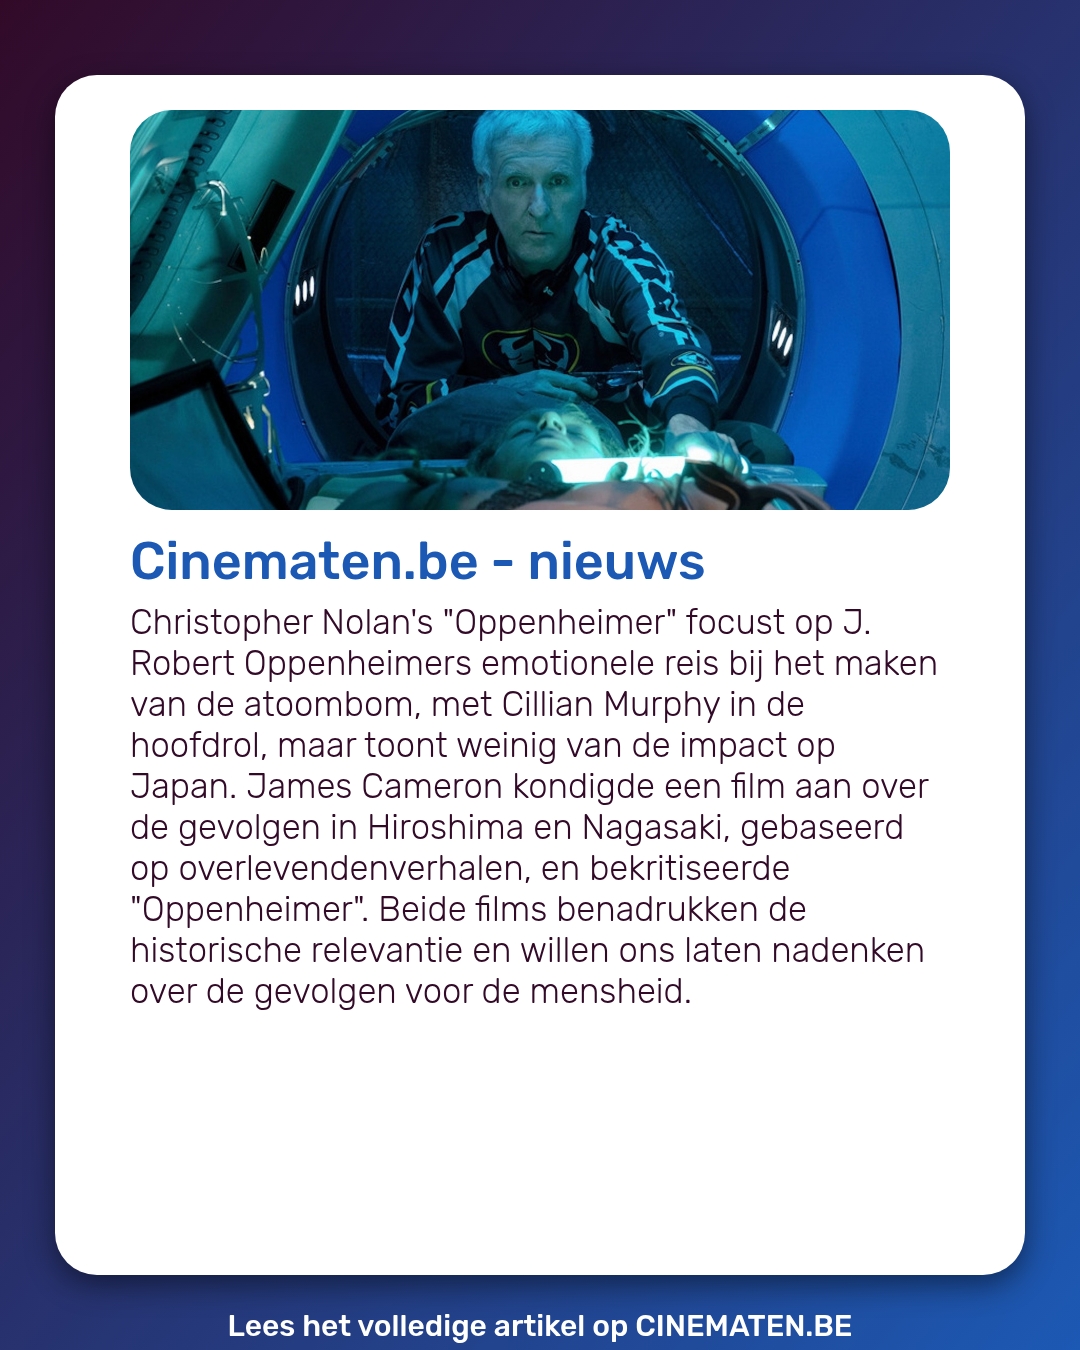 Cinematen.be - nieuws
Christopher Nolan's "Oppenheimer" focust op J.
Robert Oppenheimers emotionele reis bij het maken
van de atoombom, met Cillian Murphy in de
hoofdrol, maar toont weinig van de impact op
Japan. James Cameron kondigde een film aan over
de gevolgen in Hiroshima en Nagasaki, gebaseerd
op overlevendenverhalen, en bekritiseerde
"Oppenheimer". Beide films benadrukken de
historische relevantie en willen ons laten nadenken
over de gevolgen voor de mensheid.
Lees het volledige artikel op CINEMATEN.BE